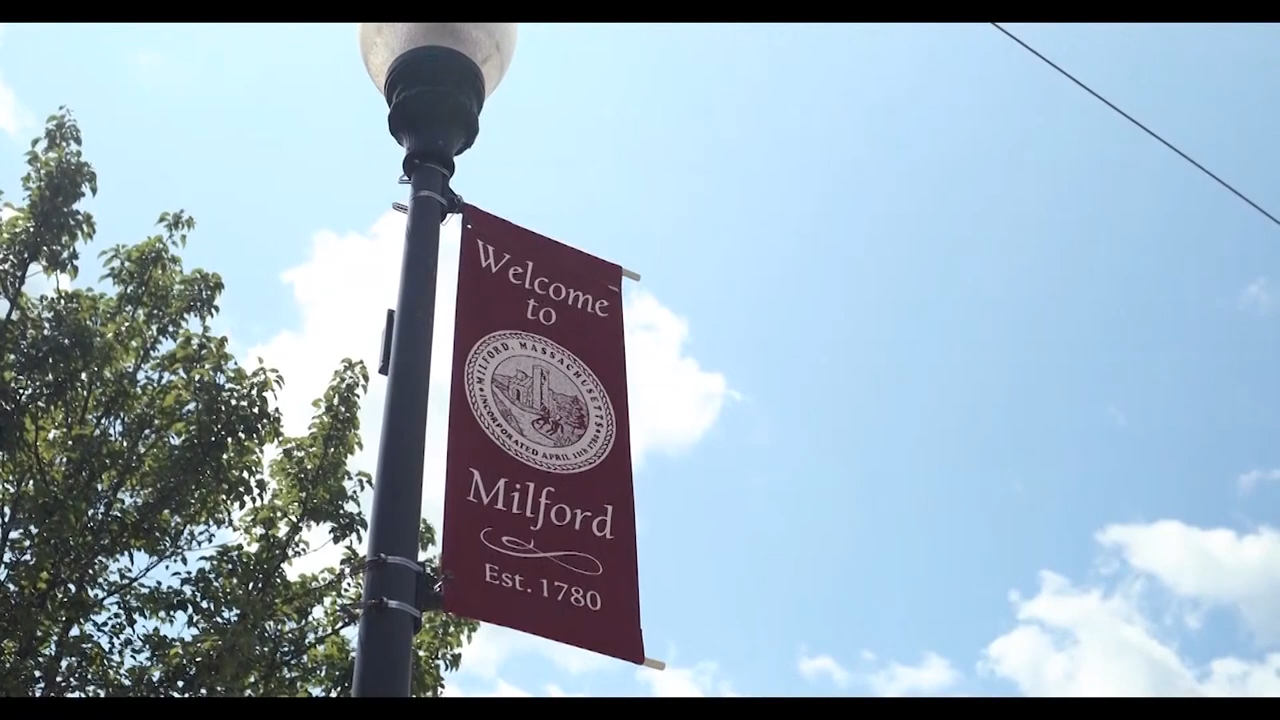 Welcome
to
MILFORD, MASSACHUSETTS
INCORPORATED APRIL 11th 1780
Milford
Est. 1780